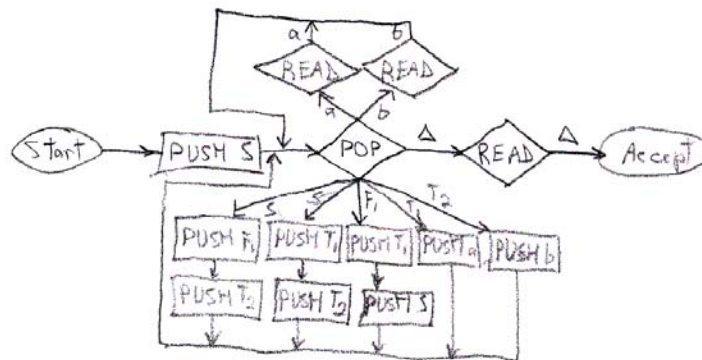 a b
READ READ
a b
Start PUSH S POP Δ READ Δ Accept
S S F₁ T₁ T₂
PUSH F₁ PUSH T₁ PUSH T₁ PUSH a PUSH b
PUSH T₂ PUSH T₂ PUSH S